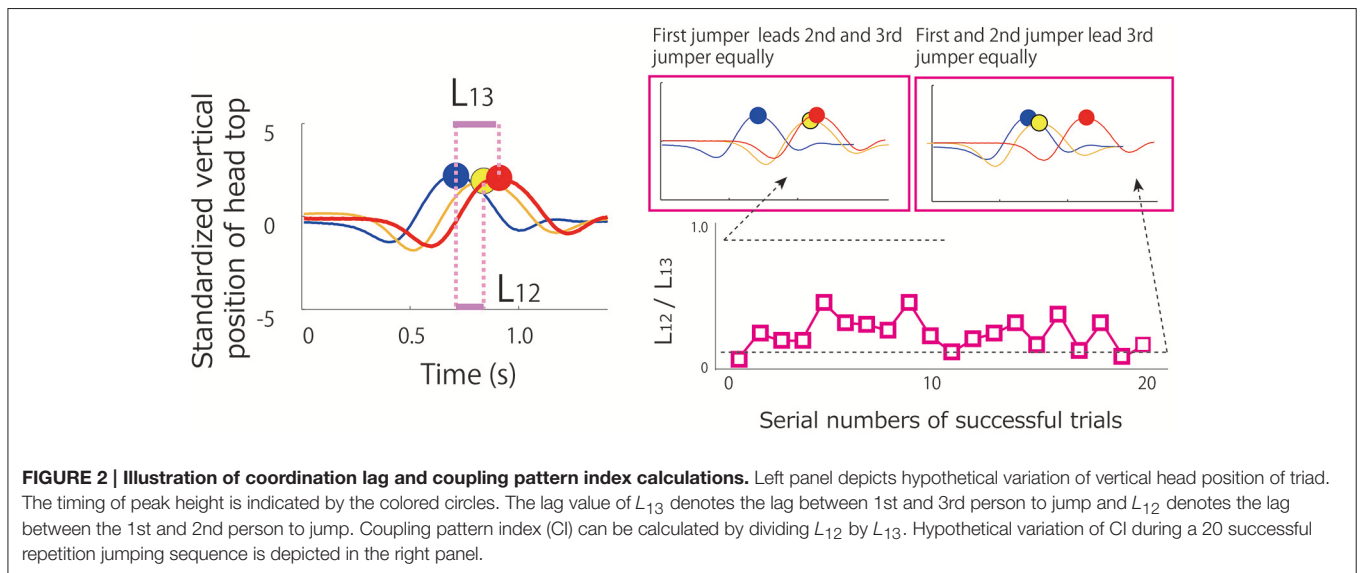 Standardized vertical
position of head top
5
0
-5
L13
L12
0
0.5
1.0
Time (s)
First jumper leads 2nd and 3rd
jumper equally
First and 2nd jumper lead 3rd
jumper equally
L12 / L13
1.0
0
0
10
20
Serial numbers of successful trials
FIGURE 2 | Illustration of coordination lag and coupling pattern index calculations. Left panel depicts hypothetical variation of vertical head position of triad.
The timing of peak height is indicated by the colored circles. The lag value of L13 denotes the lag between 1st and 3rd person to jump and L12 denotes the lag
between the 1st and 2nd person to jump. Coupling pattern index (CI) can be calculated by dividing L12 by L13. Hypothetical variation of CI during a 20 successful
repetition jumping sequence is depicted in the right panel.